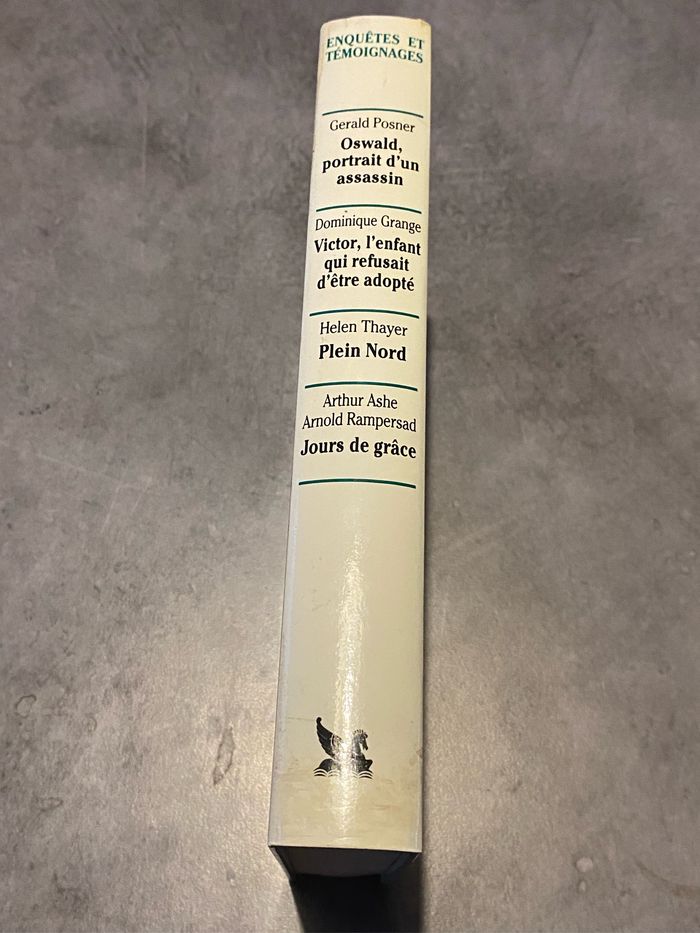 ENQUÊTES ET
TÉMOIGNAGES
Gerald Posner
Oswald,
portrait d'un
assassin
Dominique Grange
Victor, l'enfant
qui refusait
d'être adopté
Helen Thayer
Plein Nord
Arthur Ashe
Arnold Rampersad
Jours de grâce